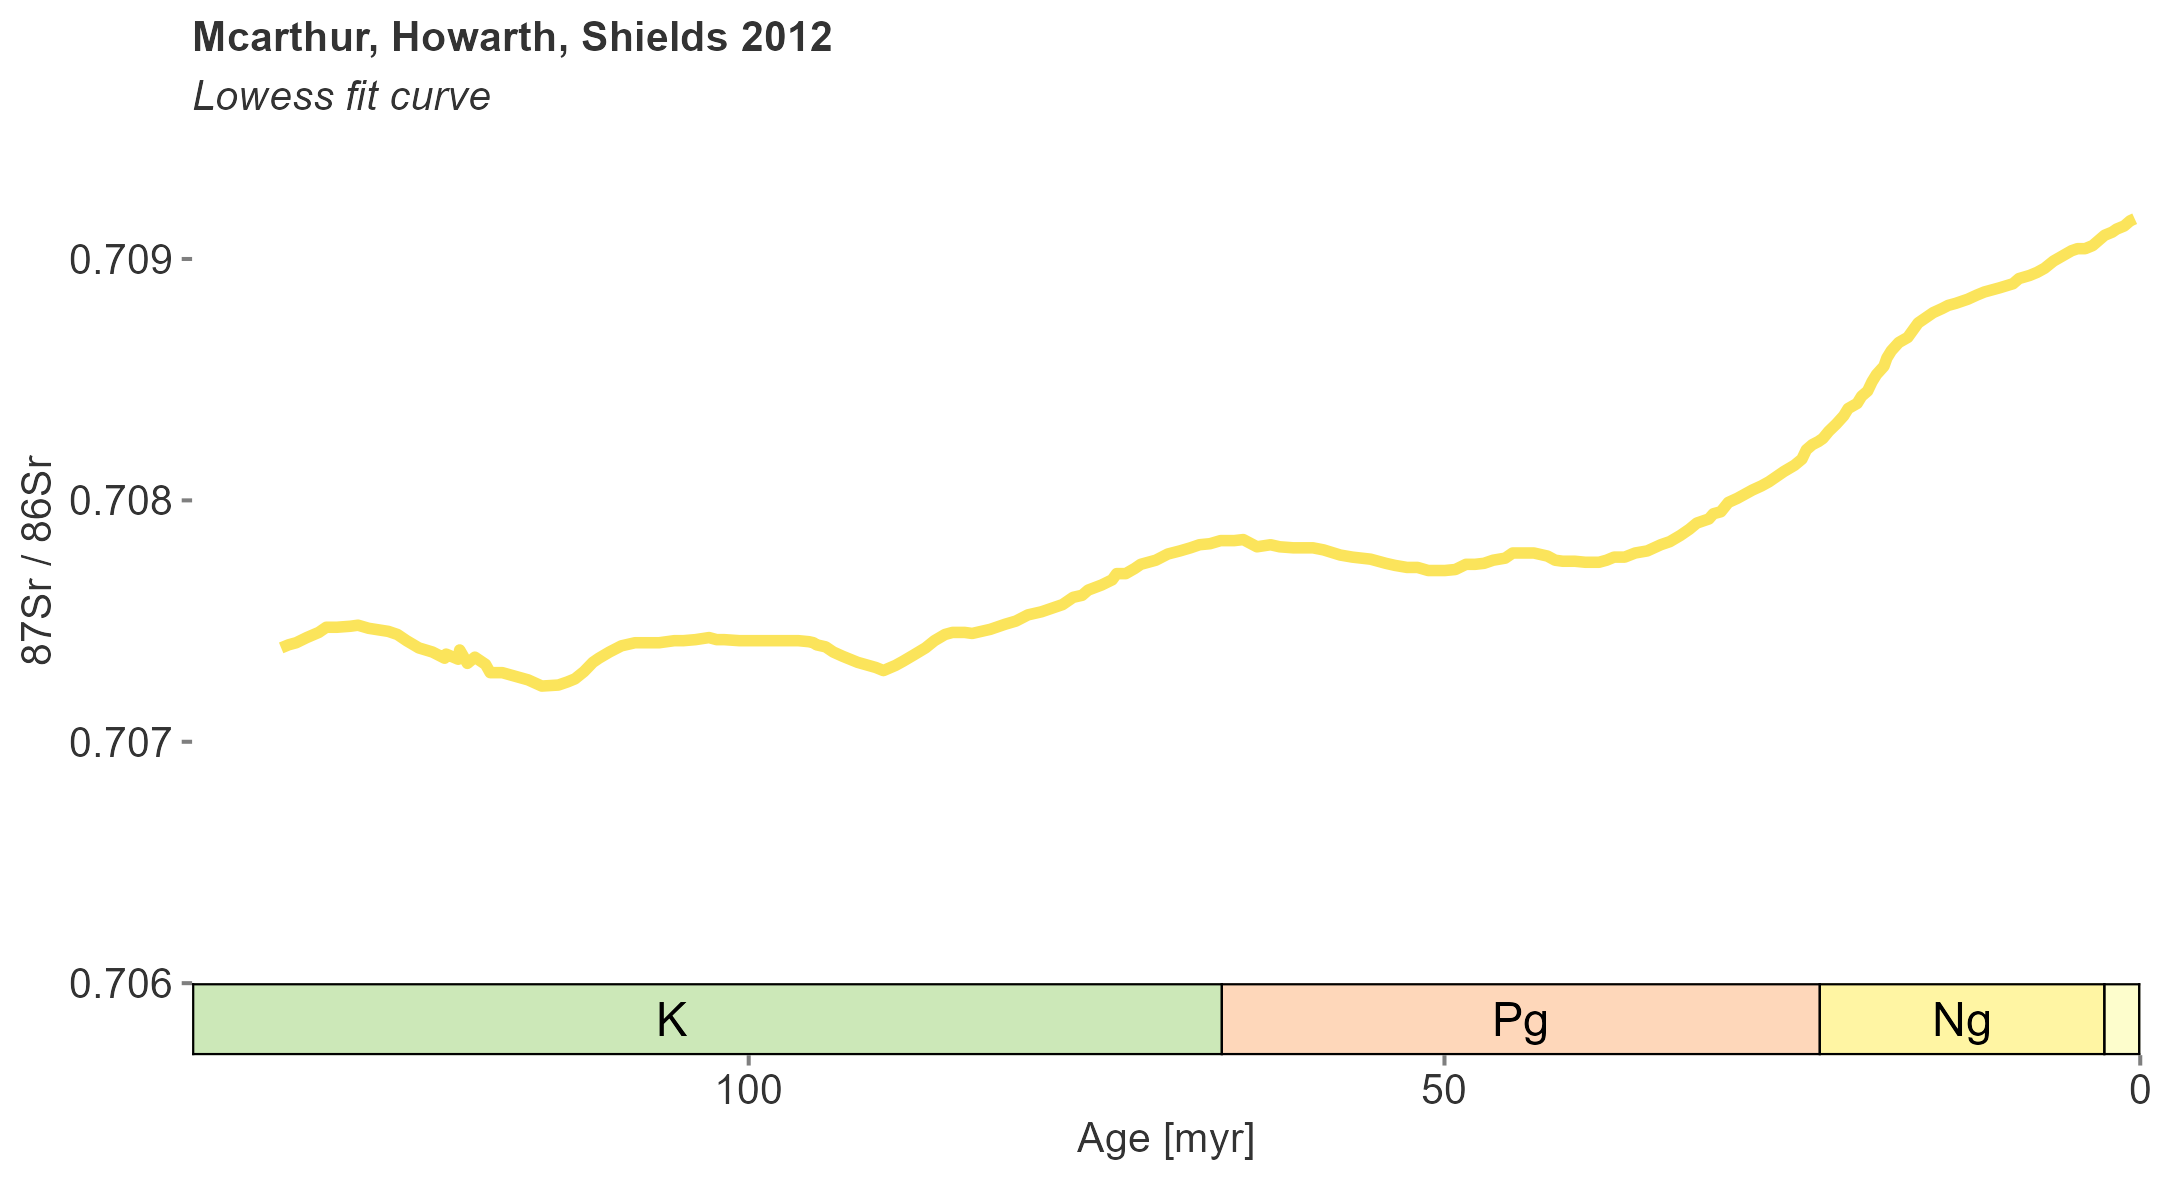 Mcarthur, Howarth, Shields 2012
Lowess fit curve
87Sr / 86Sr
0.709
0.708
0.707
0.706
K
Pg
Ng
100
50
0
Age [myr]